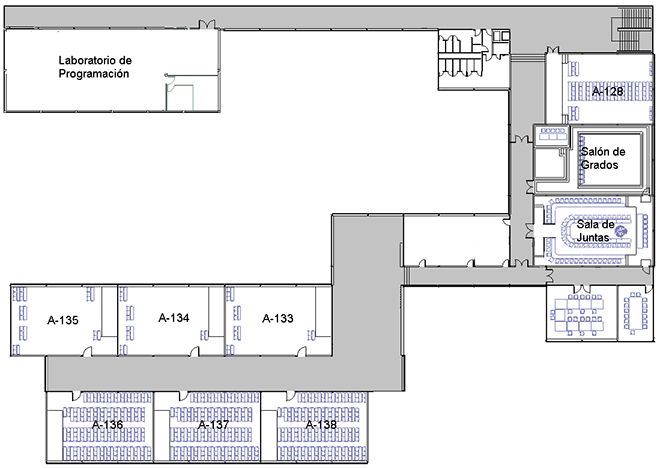 Laboratorio de
Programación
A-128
Salón de
Grados
Sala de
Juntas
A-135
A-134
A-133
A-136
A-137
A-138